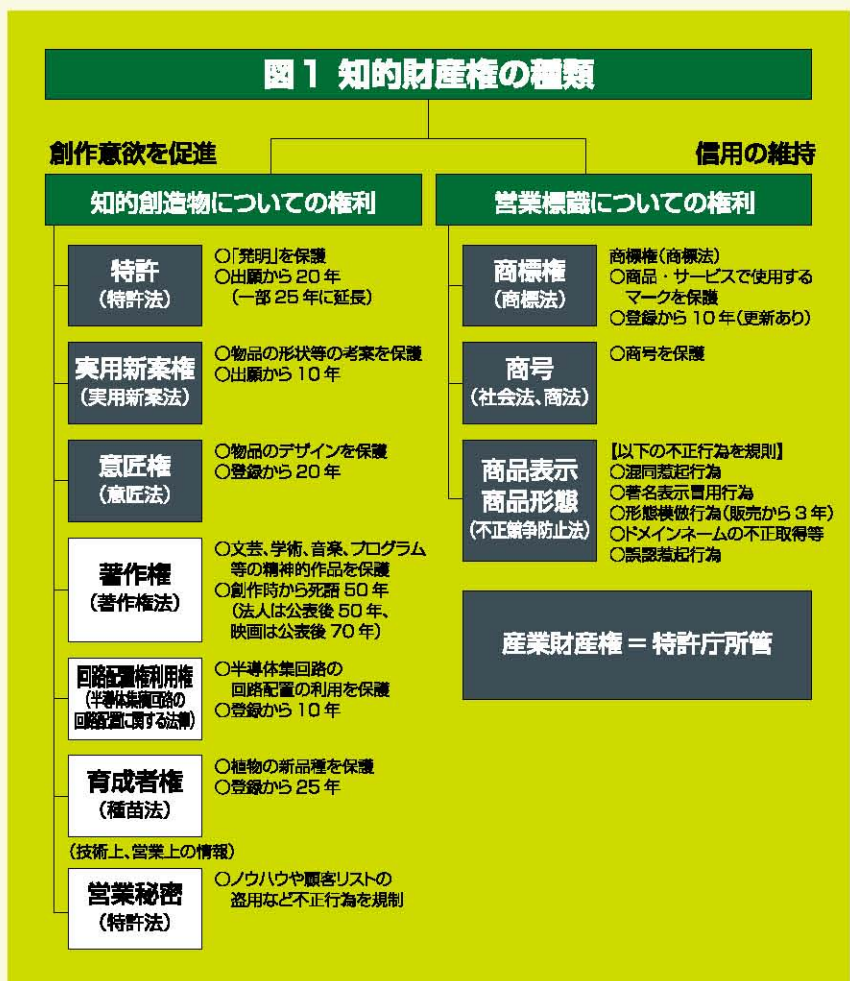 図1 知的財産権の種類
創作意欲を促進
知的創造物についての権利
特許
(特許法)
○「発明」を保護
○出願から20年
(一部25年に延長)
実用新案権
(実用新案法)
○物品の形状等の考案を保護
○出願から10年
意匠権
(意匠法)
○物品のデザインを保護
○登録から20年
著作権
(著作権法)
○文芸、学術、音楽、プログラム
等の精神的作品を保護
○創作時から死語50年
(法人は公表後50年、
映画は公表後70年)
回路配置権利用権
(半導体集積回路の
回路配置に関する法律)
○半導体集回路の
回路配置の利用を保護
○登録から10年
育成者権
(種苗法)
○植物の新品種を保護
○登録から25年
(技術上、営業上の情報)
営業秘密
(特許法)
○ノウハウや顧客リストの
盗用など不正行為を規制
信用の維持
営業標識についての権利
商標権
(商標法)
商標権(商標法)
○商品・サービスで使用する
マークを保護
○登録から10年(更新あり)
商号
(社会法、商法)
○商号を保護
商品表示
商品形態
(不正競争防止法)
【以下の不正行為を規則】
○混同惹起行為
○著名表示冒用行為
○形態模倣行為(販売から3年)
○ドメインネームの不正取得等
○誤認惹起行為
産業財産権=特許庁所管